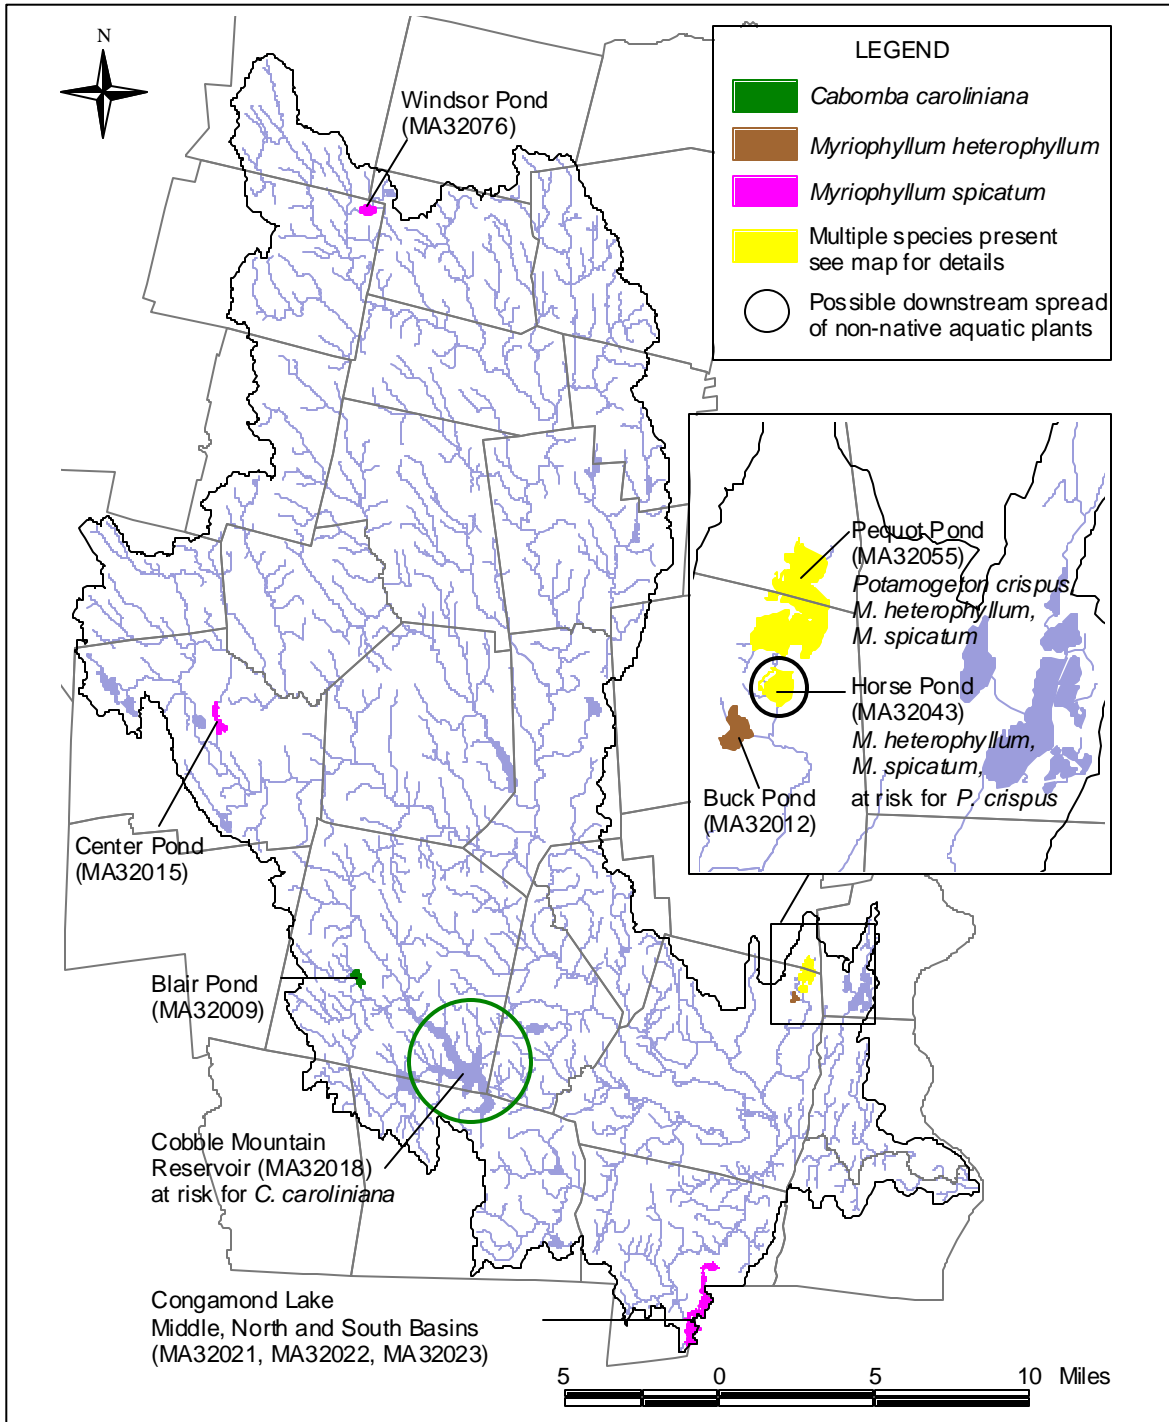 N
Windsor Pond
(MA32076)
LEGEND
Cabomba caroliniana
Myriophyllum heterophyllum
Myriophyllum spicatum
Multiple species present
see map for details
Possible downstream spread
of non-native aquatic plants
Pequot Pond
(MA32055)
Potamogeton crispus
M. heterophyllum,
M. spicatum
Horse Pond
(MA32043)
M. heterophyllum,
M. spicatum,
at risk for P. crispus
Buck Pond
(MA32012)
Center Pond
(MA32015)
Blair Pond
(MA32009)
Cobble Mountain
Reservoir (MA32018)
at risk for C. caroliniana
Congamond Lake
Middle, North and South Basins
(MA32021, MA32022, MA32023)
5 0 5 10 Miles